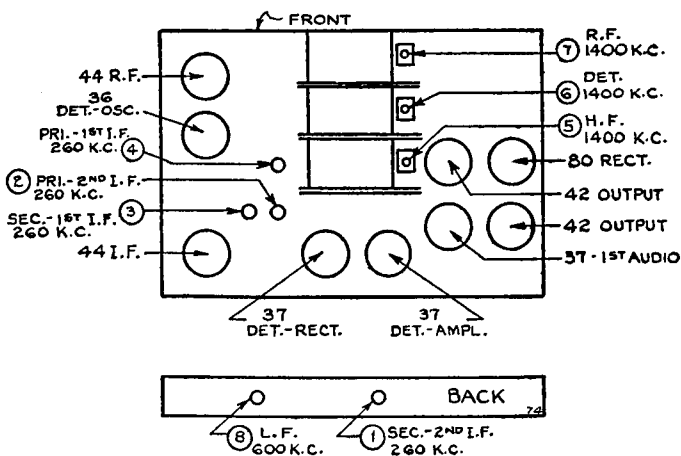 FRONT
44 R.F.
36
DET.-OSC.
PRI.-1ST I.F.
260 K.C. 4
2 PRI.-2ND I.F.
260 K.C.
SEC.-1ST I.F. 3
260 K.C.
44 I.F.
R.F.
7 1400 K.C.
DET.
6 1400 K.C.
5 H.F.
1400 K.C.
80 RECT.
42 OUTPUT
42 OUTPUT
37-1ST AUDIO
37
DET.-RECT.
37
DET.-AMPL.
BACK
74
8 L.F.
600 K.C.
1 SEC.-2ND I.F.
260 K.C.